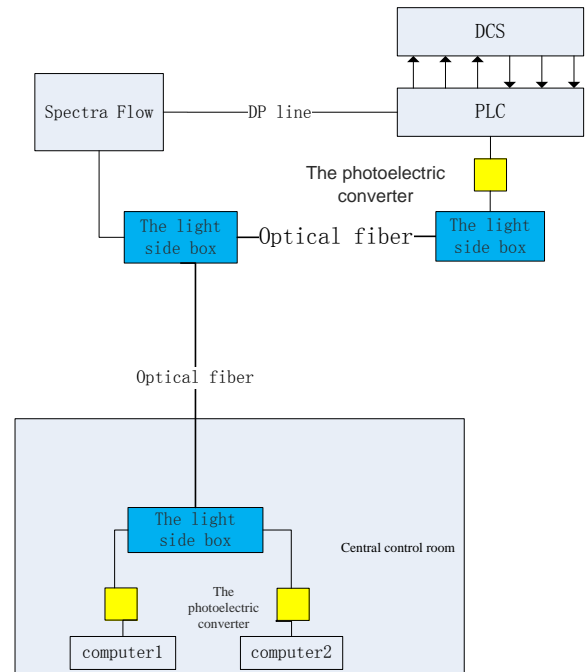 DCS
Spectra Flow
DP line
PLC
The photoelectric
converter
The light
side box
Optical fiber
The light
side box
Optical fiber
The light
side box
Central control room
The
photoelectric
converter
computer1
computer2